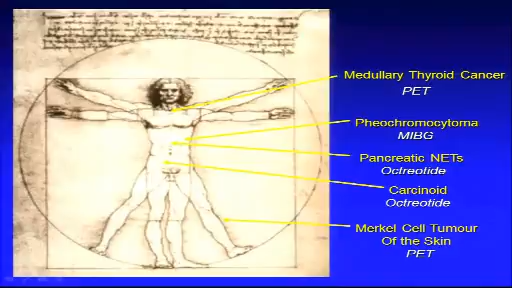 Medullary Thyroid Cancer
PET
Pheochromocytoma
MIBG
Pancreatic NETs
Octreotide
Carcinoid
Octreotide
Merkel Cell Tumour
Of the Skin
PET